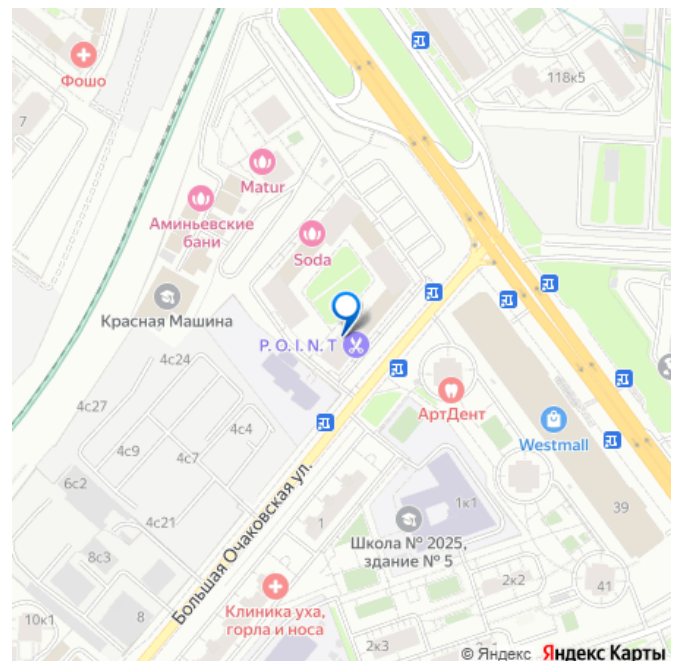 Фошо
7
118к5
Matur
Аминьевские
бани
Soda
Красная Машина
P. O. I. N. T
4с24
АртДент
Westmall
4с27
4с4
4с9
4с7
6с2
4с21
Большая Очаковская ул.
1
1к1
39
Школа № 2025,
здание № 5
8с3
2к2
41
10к1
8
Клиника уха,
горла и носа
2к3
© Яндекс Яндекс Карты